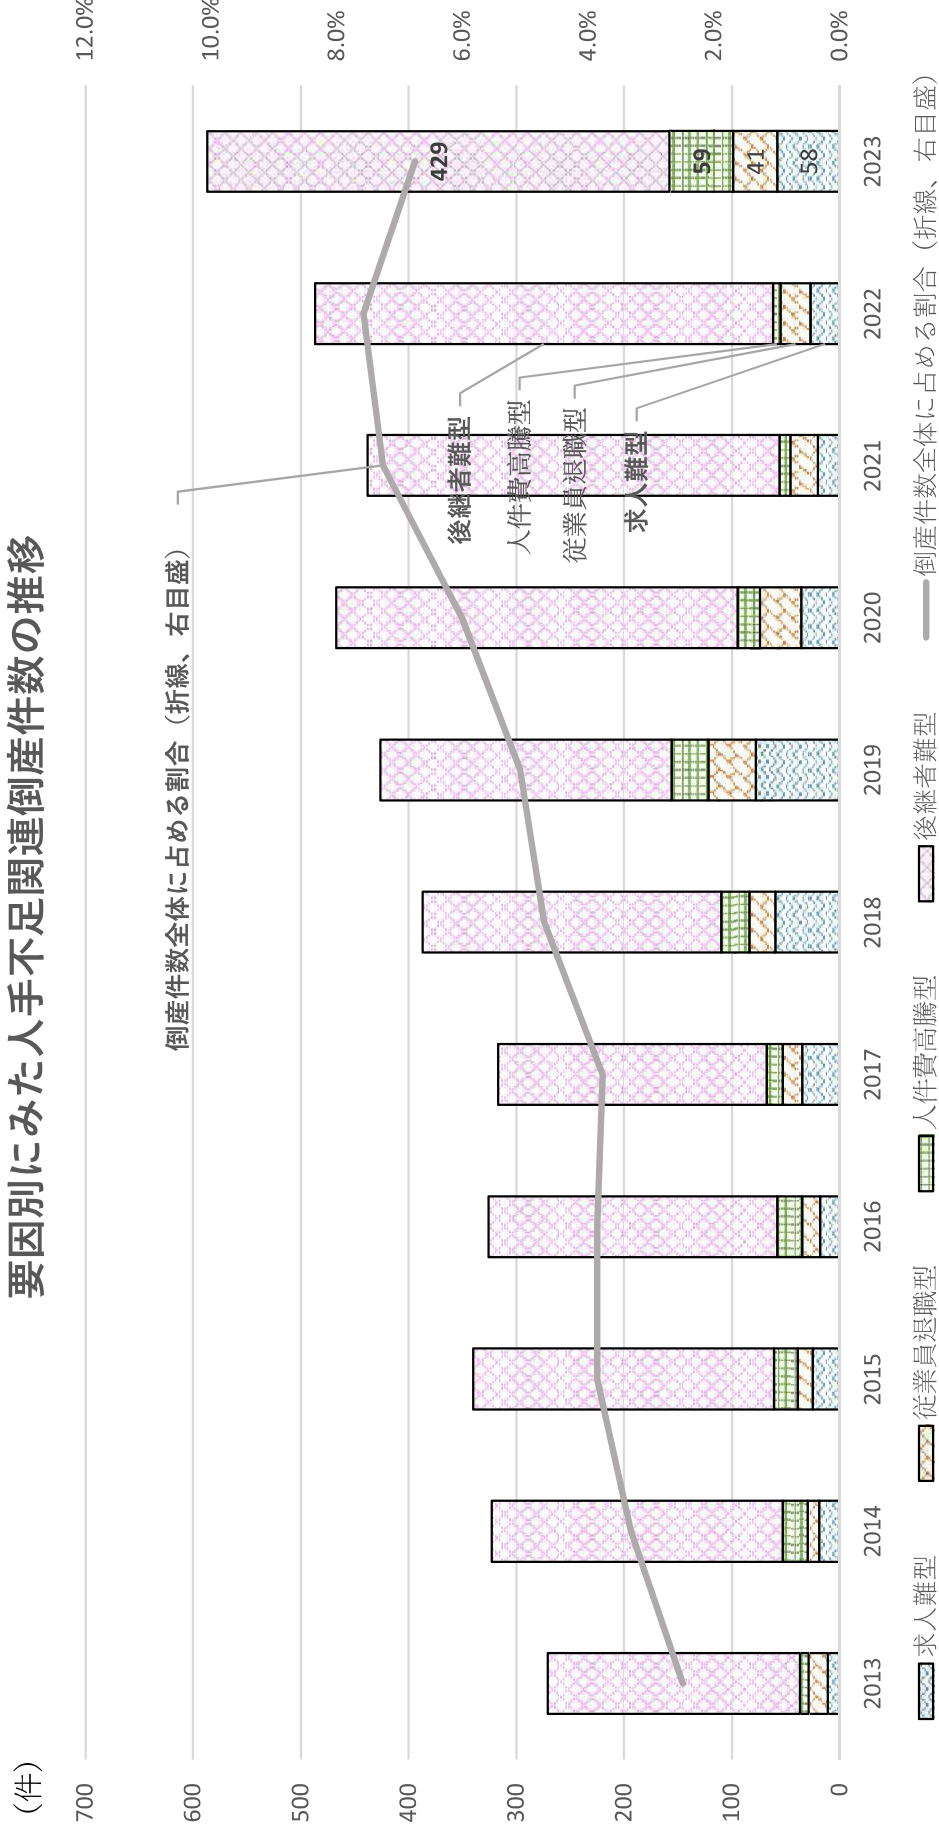 要因別にみた人手不足関連倒産件数の推移
（件）
700
600
500
400
300
200
100
0
12.0%
10.0%
8.0%
6.0%
4.0%
2.0%
0.0%
倒産件数全体に占める割合（折線、右目盛）
後継者難型
人件費高騰型
従業員退職型
求人難型
429
59
41
58
2013 2014 2015 2016 2017 2018 2019 2020 2021 2022 2023
求人難型 従業員退職型 人件費高騰型 後継者難型 倒産件数全体に占める割合（折線、右目盛）